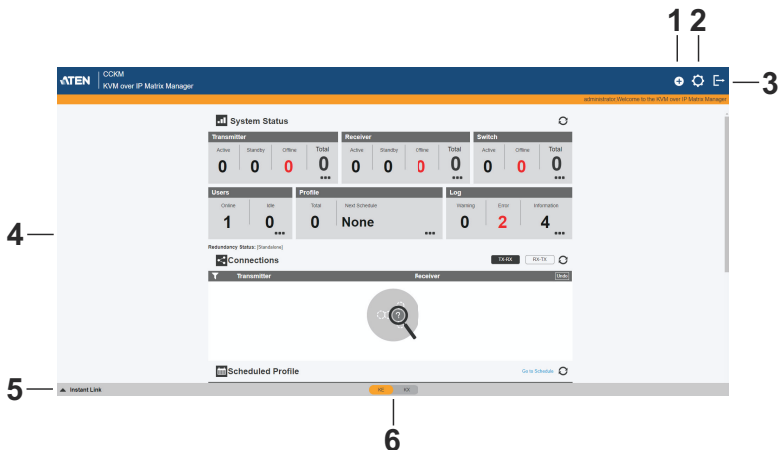 1 2
ATEN CCKM
KVM over IP Matrix Manager
3
administrator.Welcome to the KVM over IP Matrix Manager
System Status
Transmitter Receiver Switch
Active Standby Offline Total Active Standby Offline Total Active Offline Total
0 0 0 0 0 0 0 0 0 0 0
Users Profile Log
Online Idle Total Next Schedule Warning Error Information
1 0 0 None 0 2 4
4
Redundancy Status: [Standalone]
Connections TX-RX RX-TX
Transmitter Receiver Undo
?
Scheduled Profile Go to Schedule
5 Instant Link KE KX
6